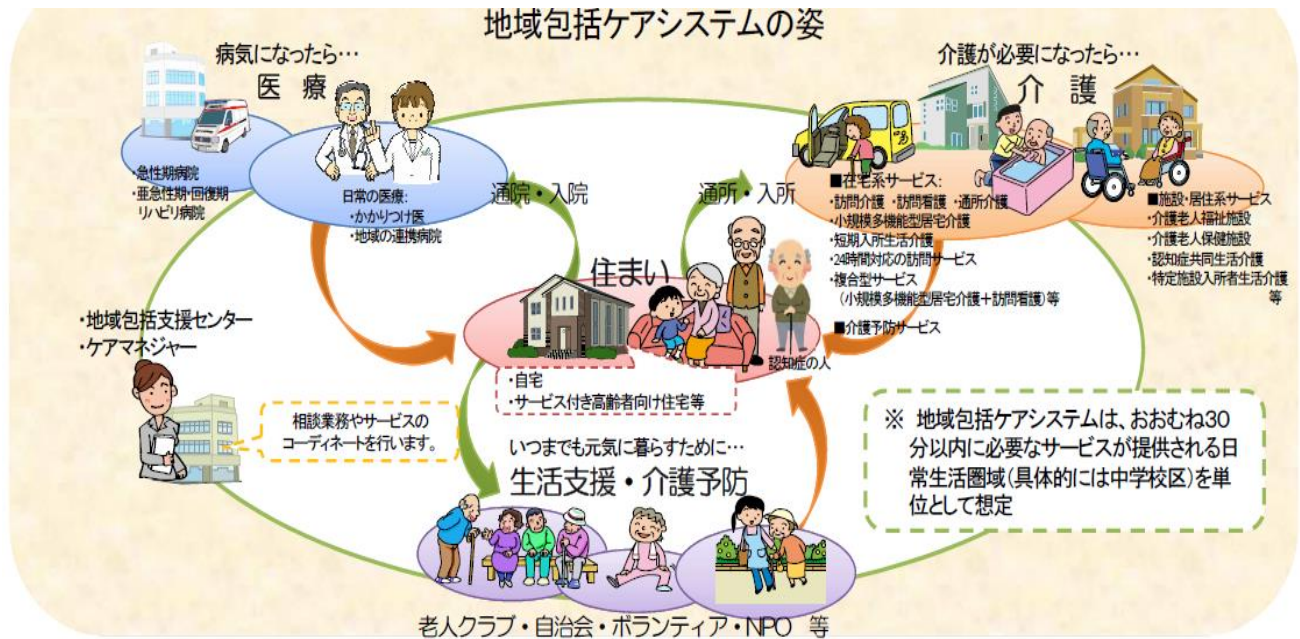 地域包括ケアシステムの姿
病気になったら…
医 療
・急性期病院
・亜急性期・回復期
リハビリ病院
日常の医療:
・かかりつけ医
・地域の連携病院
通院・入院
通所・入所
介護が必要になったら…
介 護
■在宅系サービス:
・訪問介護 ・訪問看護 ・通所介護
・小規模多機能型居宅介護
・短期入所生活介護
・24時間対応の訪問サービス
・複合型サービス
(小規模多機能型居宅介護+訪問看護)等
■介護予防サービス
■施設・居住系サービス
・介護老人福祉施設
・介護老人保健施設
・認知症共同生活介護
・特定施設入所者生活介護
等
住まい
認知症の人
・自宅
・サービス付き高齢者向け住宅等
・地域包括支援センター
・ケアマネジャー
相談業務やサービスの
コーディネートを行います。
いつまでも元気に暮らすために…
生活支援・介護予防
老人クラブ・自治会・ボランティア・NPO 等
※ 地域包括ケアシステムは、おおむね30
分以内に必要なサービスが提供される日
常生活圏域(具体的には中学校区)を単
位として想定